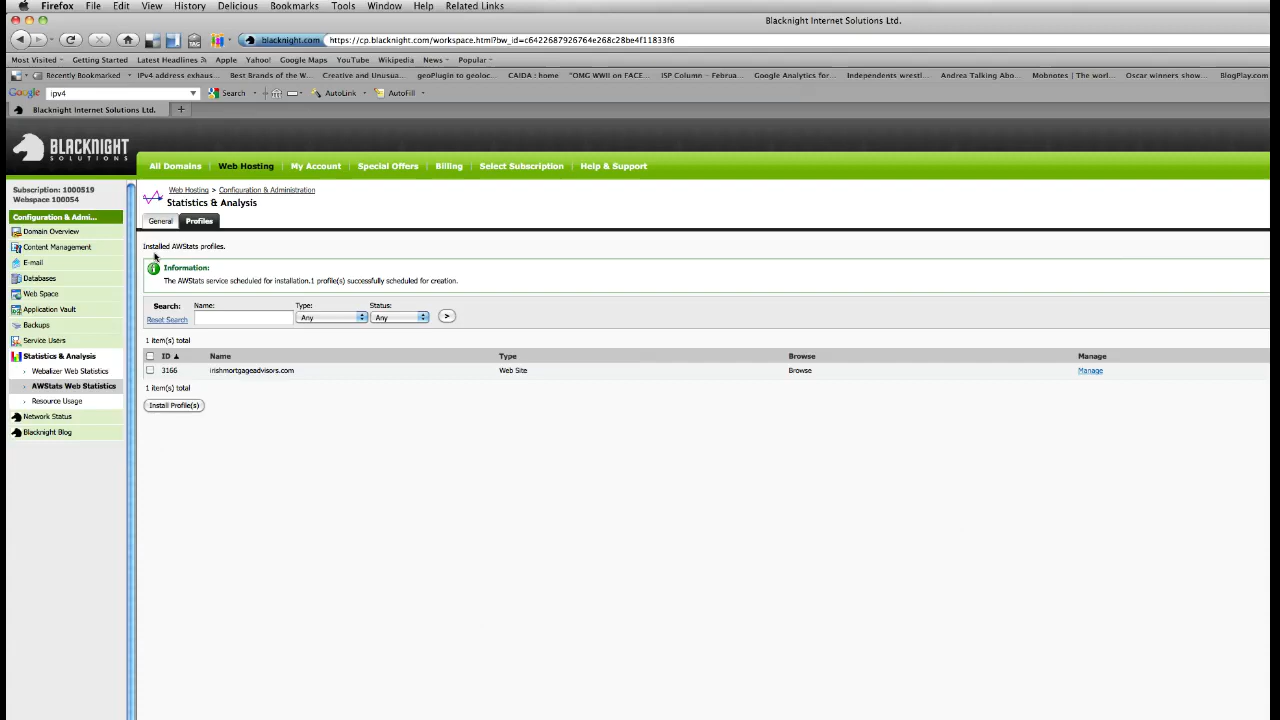 Firefox File Edit View History Delicious Bookmarks Tools Window Help Related Links
Blacknight Internet Solutions Ltd.
blacknight.com https://cp.blacknight.com/workspace.html?bw_id=c6422687926764e268c28be4f11833f6
Most Visited Getting Started Latest Headlines Apple Yahoo! Google Maps YouTube Wikipedia News Popular
Recently Bookmarked IPv4 address exhaus... Best Brands of the W... Creative and Unusua... geoPlugin to geoloc... CAIDA : home "OMG-WWII on FACE... ISP Column – Februa... Google Analytics for... Independents wrestl... Andrea Talking Abo... Mobnotes | The worl... Oscar winners show... BlogPlay.com
Google ipv4 Search AutoLink AutoFill
Blacknight Internet Solutions Ltd. +
BLACKNIGHT
SOLUTIONS
All Domains Web Hosting My Account Special Offers Billing Select Subscription Help & Support
Subscription: 1000519
Webspace 100054
Configuration & Admi...
Domain Overview
Content Management
E-mail
Databases
Web Space
Application Vault
Backups
Service Users
Statistics & Analysis
› Webalizer Web Statistics
› AWStats Web Statistics
› Resource Usage
Network Status
Blacknight Blog
Web Hosting > Configuration & Administration
Statistics & Analysis
General Profiles
Installed AWStats profiles.
Information:
The AWStats service scheduled for installation.1 profile(s) successfully scheduled for creation.
Search: Name: Type: Status:
Reset Search Any Any >
1 item(s) total
ID ▲ Name Type Browse Manage
3166 irishmortgageadvisors.com Web Site Browse Manage
1 item(s) total
Install Profile(s)